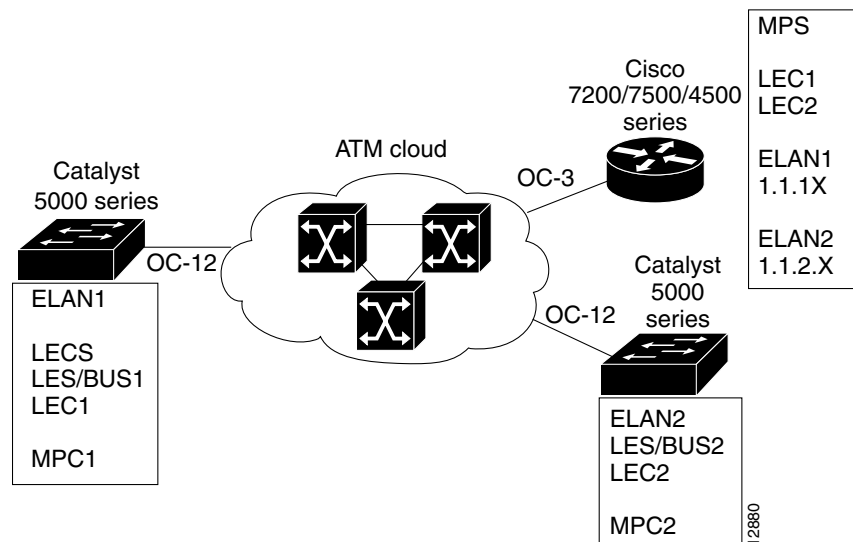 MPS
LEC1
LEC2
ELAN1
1.1.1X
ELAN2
1.1.2.X
Cisco
7200/7500/4500
series
ATM cloud
OC-3
Catalyst
5000 series
OC-12
ELAN1
LECS
LES/BUS1
LEC1
MPC1
Catalyst
5000
series
OC-12
ELAN2
LES/BUS2
LEC2
MPC2
12880